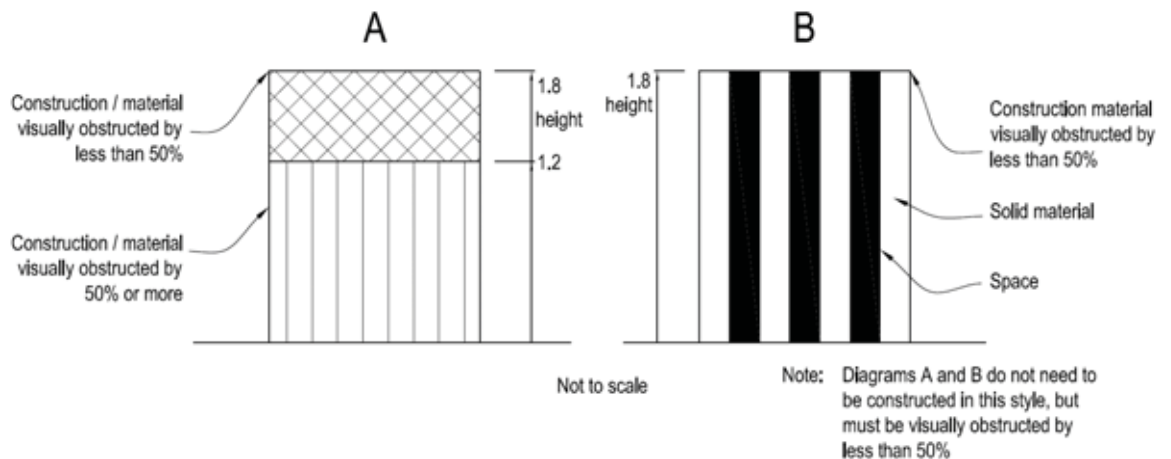 A
B
Construction / material
visually obstructed by
less than 50%
1.8
height
1.2
Construction / material
visually obstructed by
50% or more
1.8
height
Construction material
visually obstructed by
less than 50%
Solid material
Space
Not to scale
Note: Diagrams A and B do not need to
be constructed in this style, but
must be visually obstructed by
less than 50%